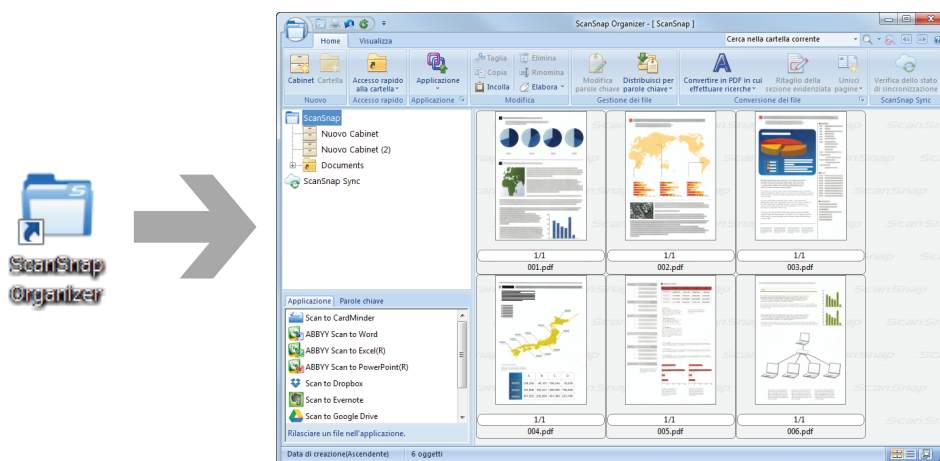 ScanSnap Organizer - [ ScanSnap ]
Home Visualizza
Cerca nella cartella corrente
Cabinet Cartella
Nuovo
Accesso rapido
alla cartella
Accesso rapido
Applicazione
Applicazione
Taglia Elimina
Copia Rinomina
Incolla Elabora
Modifica
Modifica Distribuisci per
parole chiave parole chiave
Gestione dei file
Convertire in PDF in cui Ritaglio della Unisci
effettuare ricerche sezione evidenziata pagine
Conversione dei file
Verifica dello stato
di sincronizzazione
ScanSnap Sync
ScanSnap
Nuovo Cabinet
Nuovo Cabinet (2)
Documents
ScanSnap Sync
ScanSnap
Organizer
1/1 1/1 1/1
001.pdf 002.pdf 003.pdf
Applicazione Parole chiave
Scan to CardMinder
ABBYY Scan to Word
ABBYY Scan to Excel(R)
ABBYY Scan to PowerPoint(R)
Scan to Dropbox
Scan to Evernote
Scan to Google Drive
Rilasciare un file nell'applicazione.
A B C D
1/1 1/1 1/1
004.pdf 005.pdf 006.pdf
Data di creazione(Ascendente) 6 oggetti